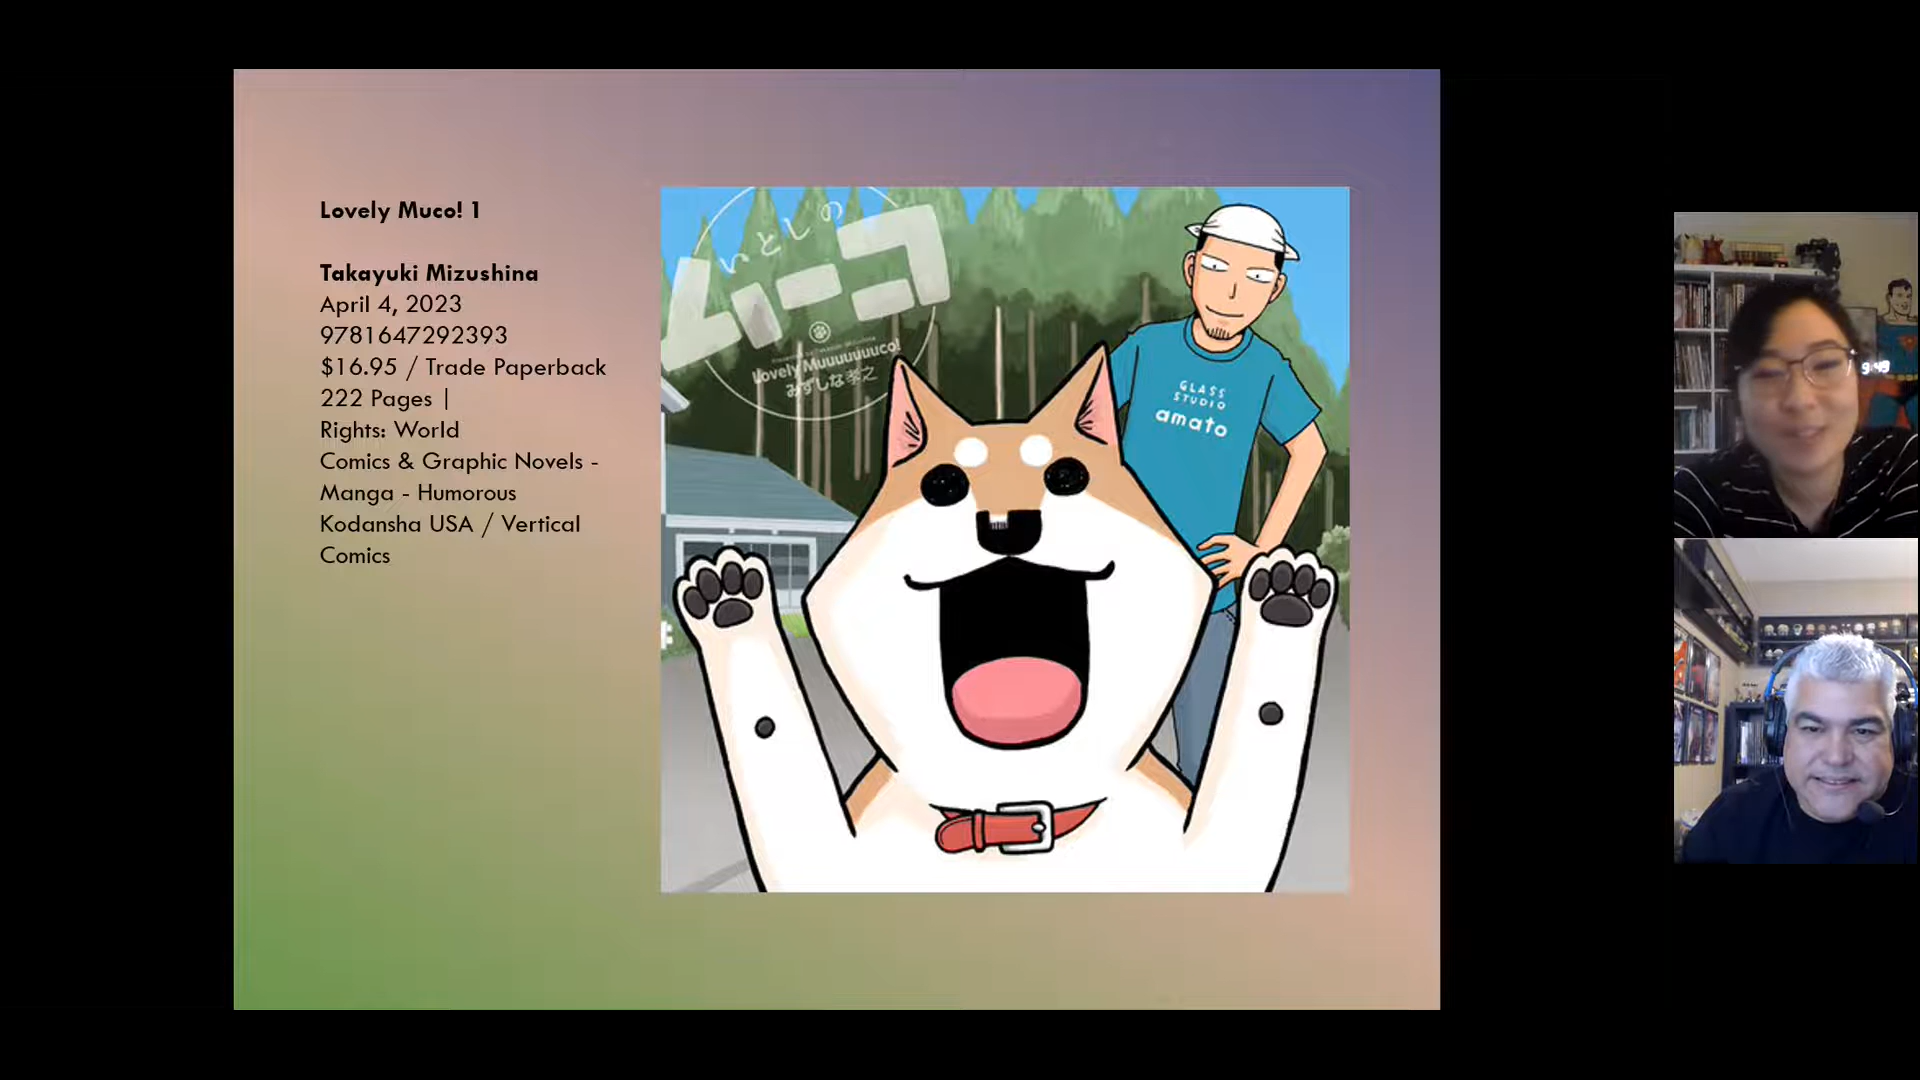 Lovely Muco! 1
Takayuki Mizushina
April 4, 2023
9781647292393
$16.95 / Trade Paperback
222 Pages |
Rights: World
Comics & Graphic Novels -
Manga - Humorous
Kodansha USA / Vertical
Comics
いとしの
ムーコ
Lovely Muuuuuuuco!
みずしな孝之
GLASS
STUDIO
amato
9:49